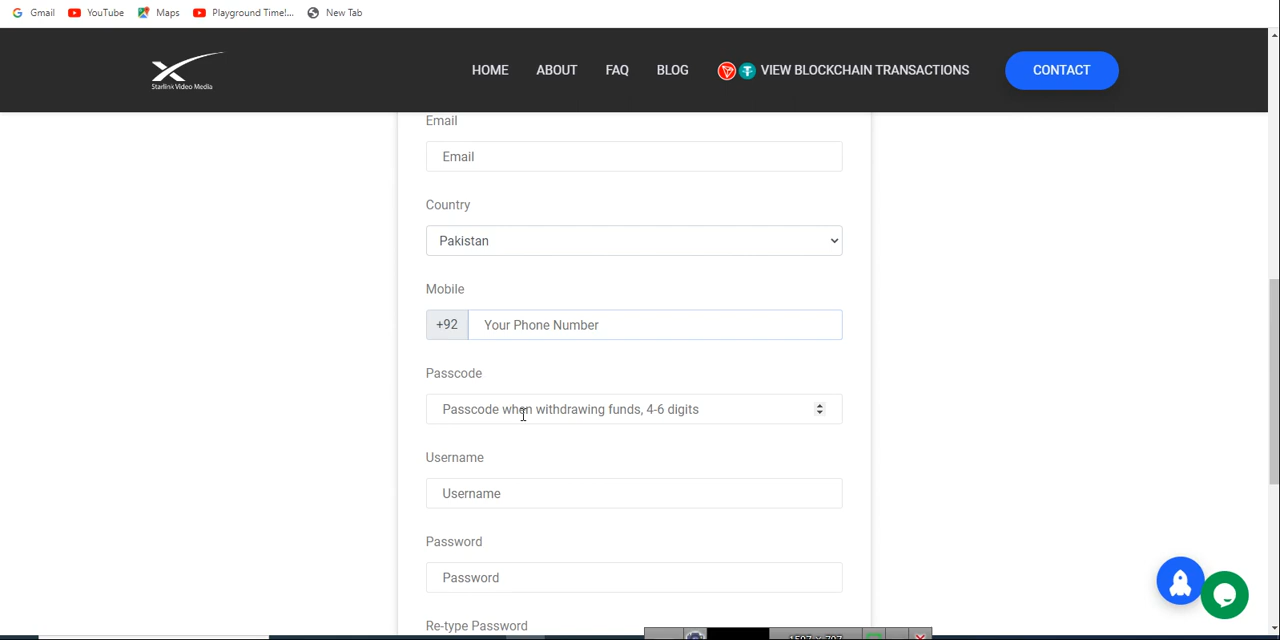 Gmail YouTube Maps Playground Time!... New Tab
Starlink Video Media
HOME ABOUT FAQ BLOG VIEW BLOCKCHAIN TRANSACTIONS CONTACT
Email
Email
Country
Pakistan
Mobile
+92 Your Phone Number
Passcode
Passcode when withdrawing funds, 4-6 digits
Username
Username
Password
Password
Re-type Password